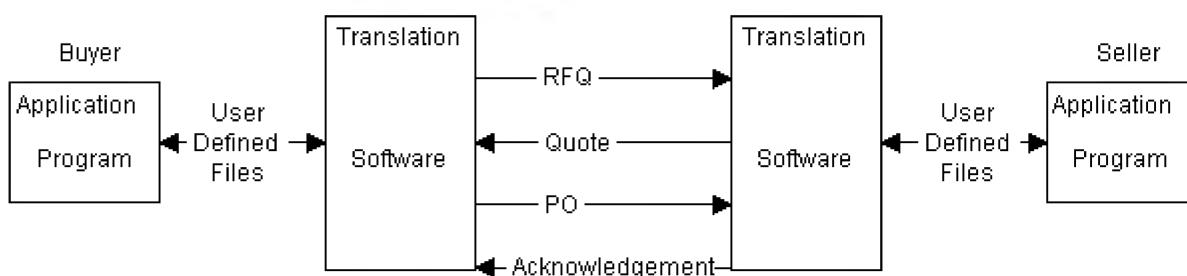 Buyer
Application
Program
User
Defined
Files
Translation
Software
RFQ
Quote
PO
Acknowledgement
Translation
Software
User
Defined
Files
Seller
Application
Program